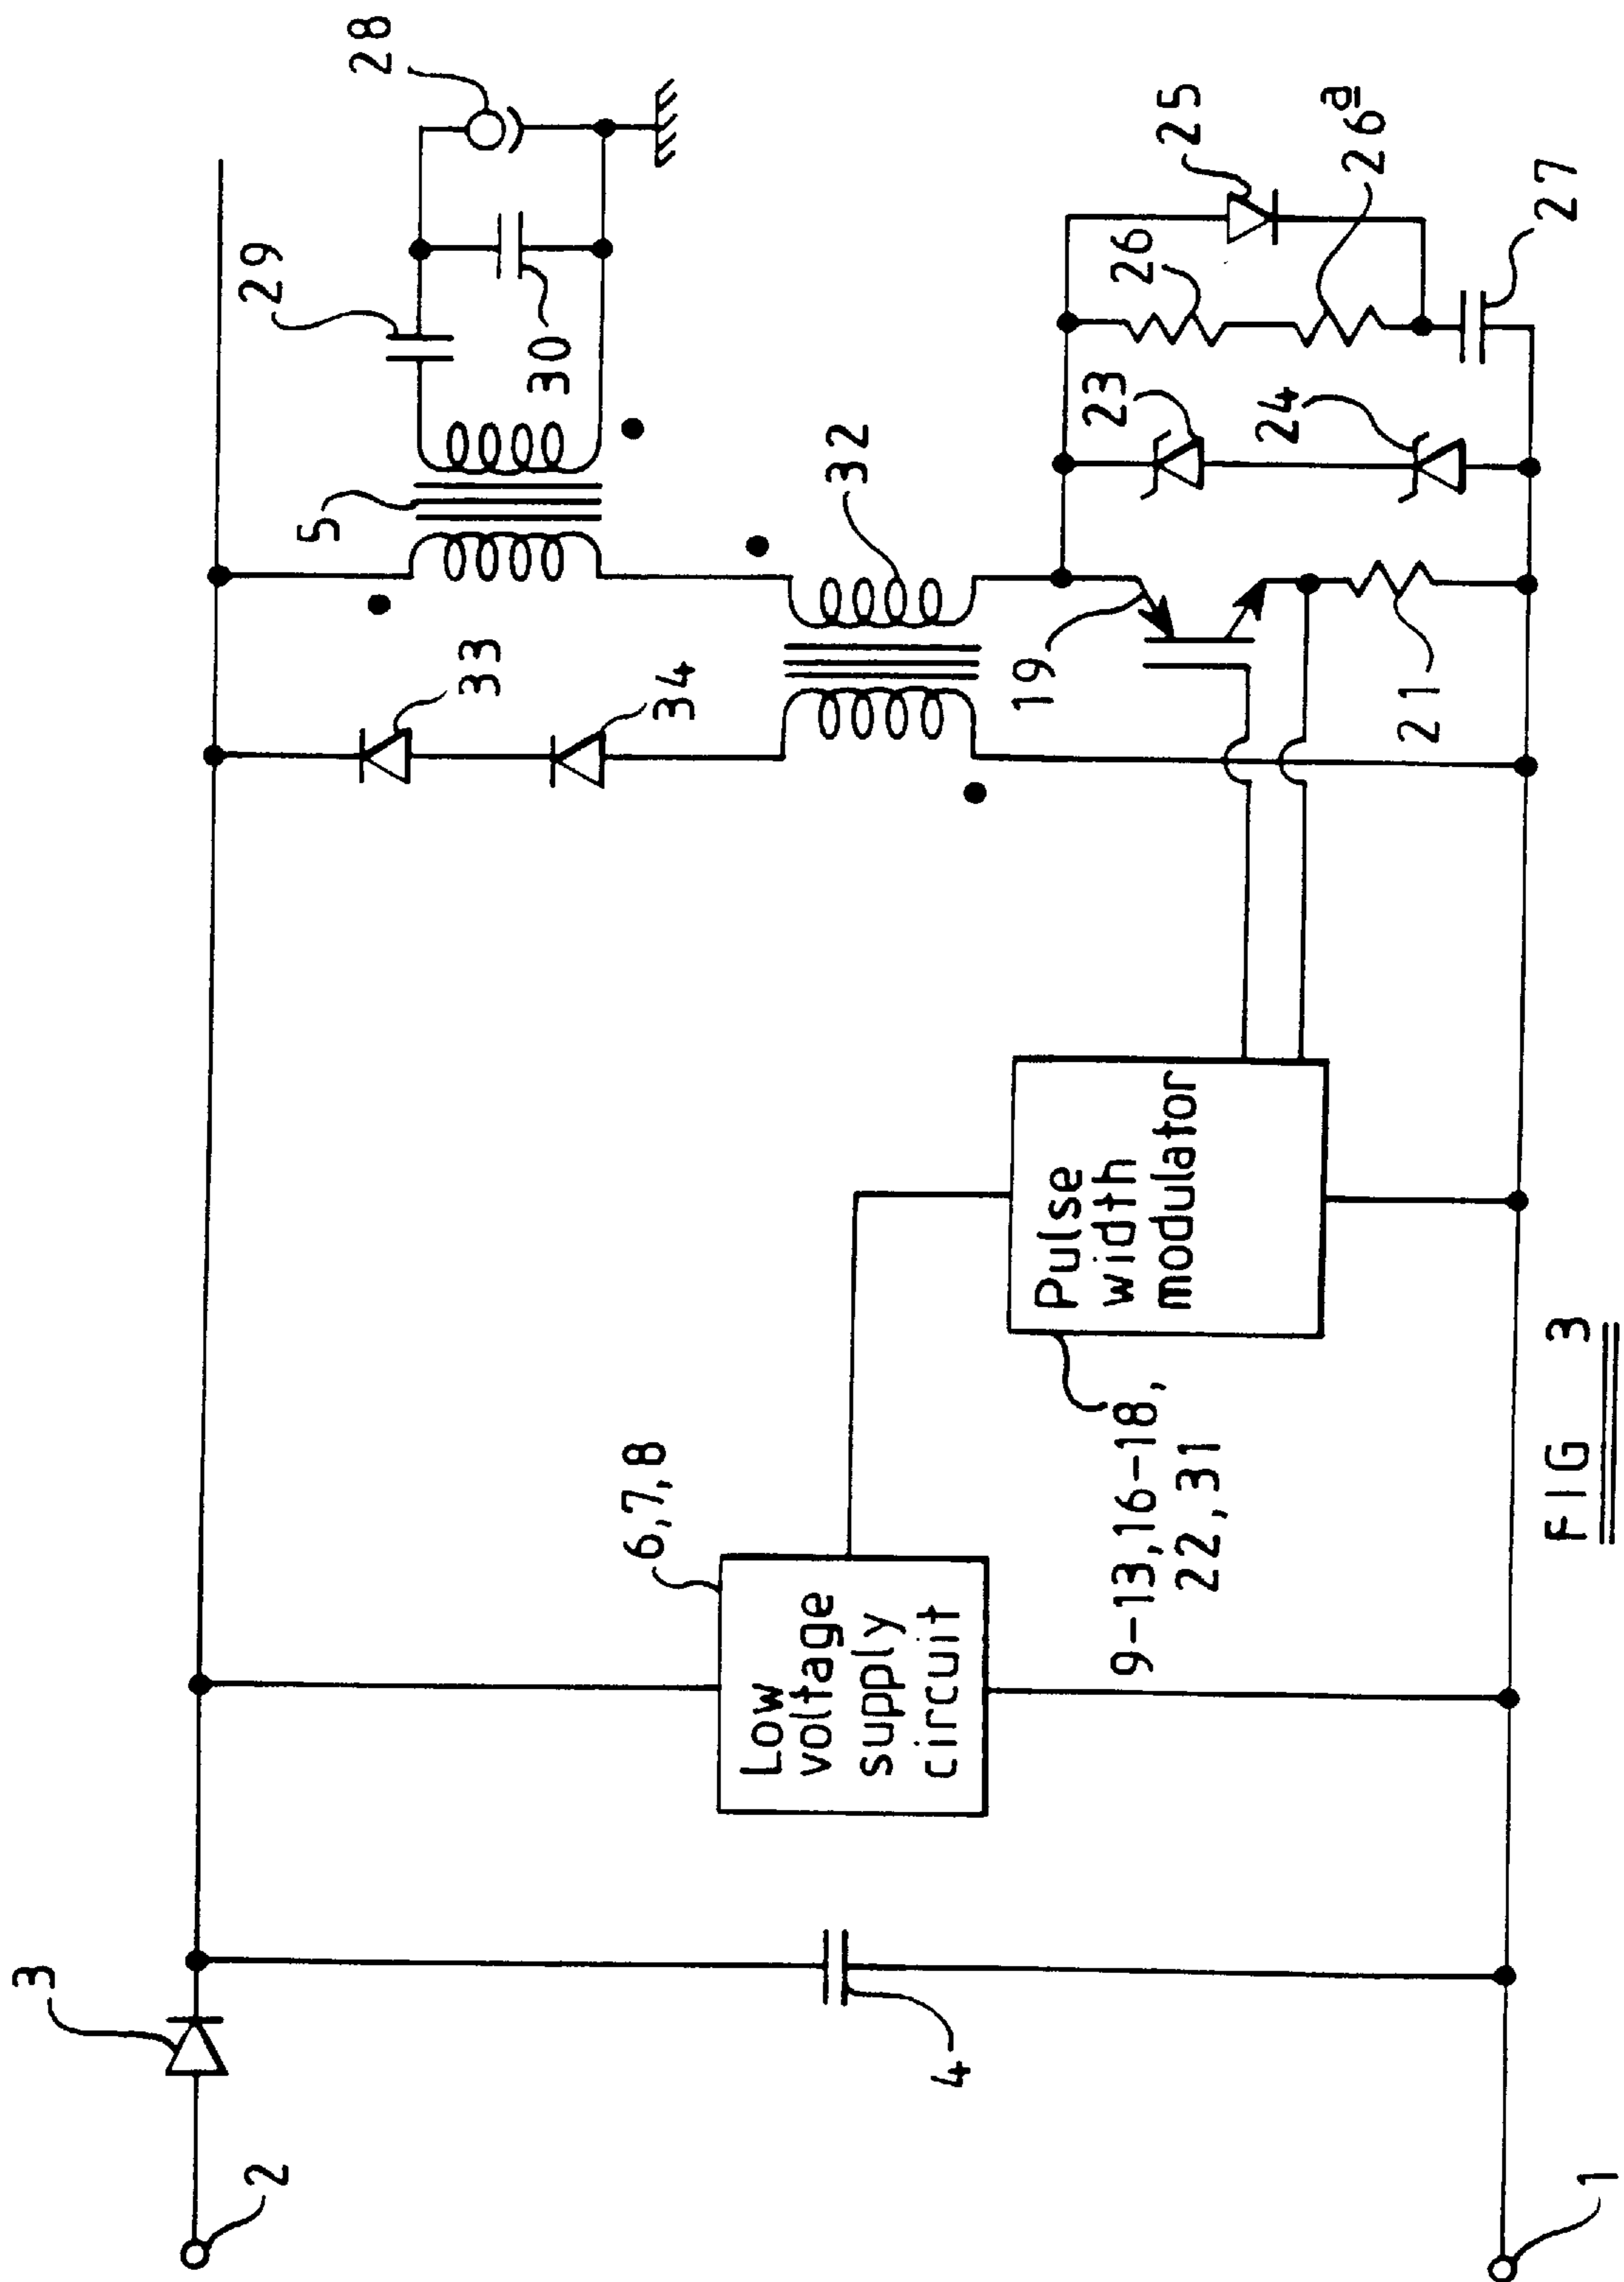 28
29
30
5
25
26
26a
27
23
24
32
33
34
19
21
Pulse
width
modulator
9-13,16-18,
22,31
6,7,8
Low
voltage
supply
circuit
3
4
2
1
FIG 3